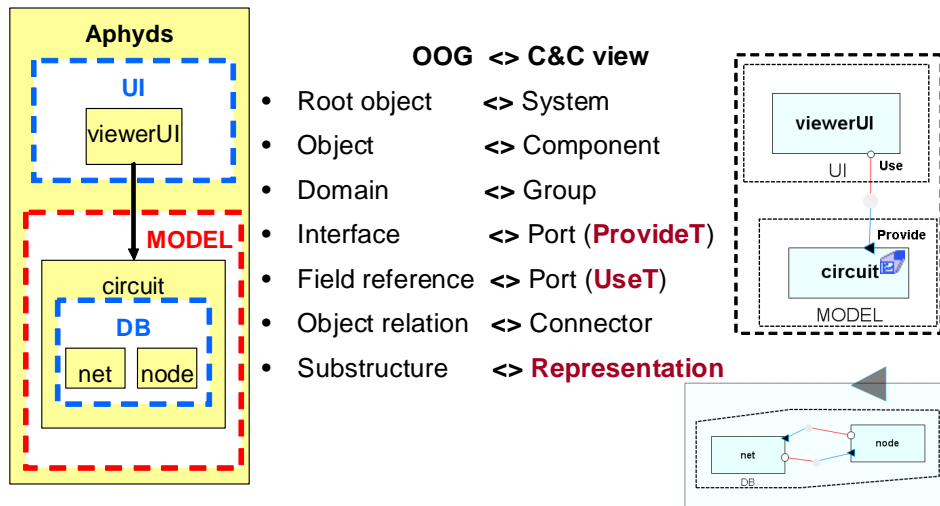 Aphyds
UI
viewerUI
MODEL
circuit
DB
net node
OOG <> C&C view
• Root object <> System
• Object <> Component
• Domain <> Group
• Interface <> Port (ProvideT)
• Field reference <> Port (UseT)
• Object relation <> Connector
• Substructure <> Representation
viewerUI
Use
UI
Provide
circuit
MODEL
net
node
DB